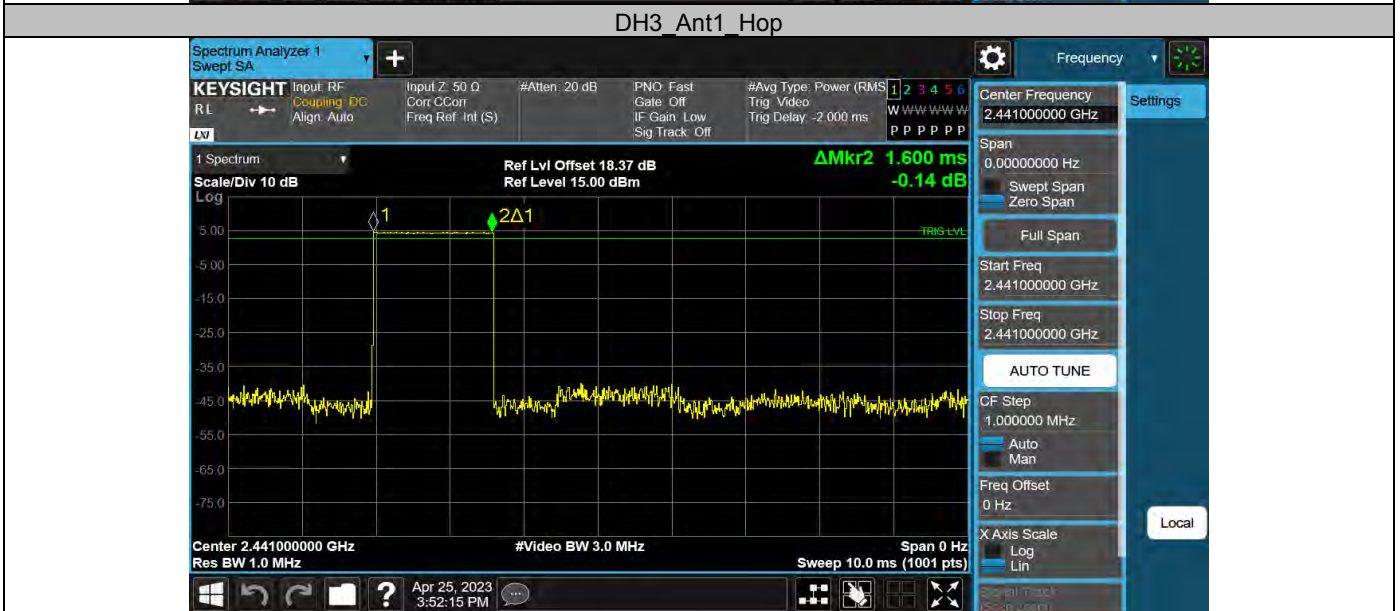 DH3_Ant1_Hop
Spectrum Analyzer 1
Swept SA
Frequency
KEYSIGHT
RL
LXI
Input: RF
Coupling: DC
Align: Auto
Input Z: 50 Ω
Corr CCorr
Freq Ref: Int (S)
#Atten: 20 dB
PNO: Fast
Gate: Off
IF Gain: Low
Sig Track: Off
#Avg Type: Power (RMS
Trig: Video
Trig Delay: -2.000 ms
1 2 3 4 5 6
W W W W W W
P P P P P P
1 Spectrum
Scale/Div 10 dB
Ref Lvl Offset 18.37 dB
Ref Level 15.00 dBm
ΔMkr2 1.600 ms
-0.14 dB
Log
1
2Δ1
TRIG LVL
5.00
-5.00
-15.0
-25.0
-35.0
-45.0
-55.0
-65.0
-75.0
Center 2.441000000 GHz
Res BW 1.0 MHz
#Video BW 3.0 MHz
Span 0 Hz
Sweep 10.0 ms (1001 pts)
Apr 25, 2023
3:52:15 PM
Center Frequency
2.441000000 GHz
Span
0.00000000 Hz
Swept Span
Zero Span
Full Span
Start Freq
2.441000000 GHz
Stop Freq
2.441000000 GHz
AUTO TUNE
CF Step
1.000000 MHz
Auto
Man
Freq Offset
0 Hz
X Axis Scale
Log
Lin
Settings
Local